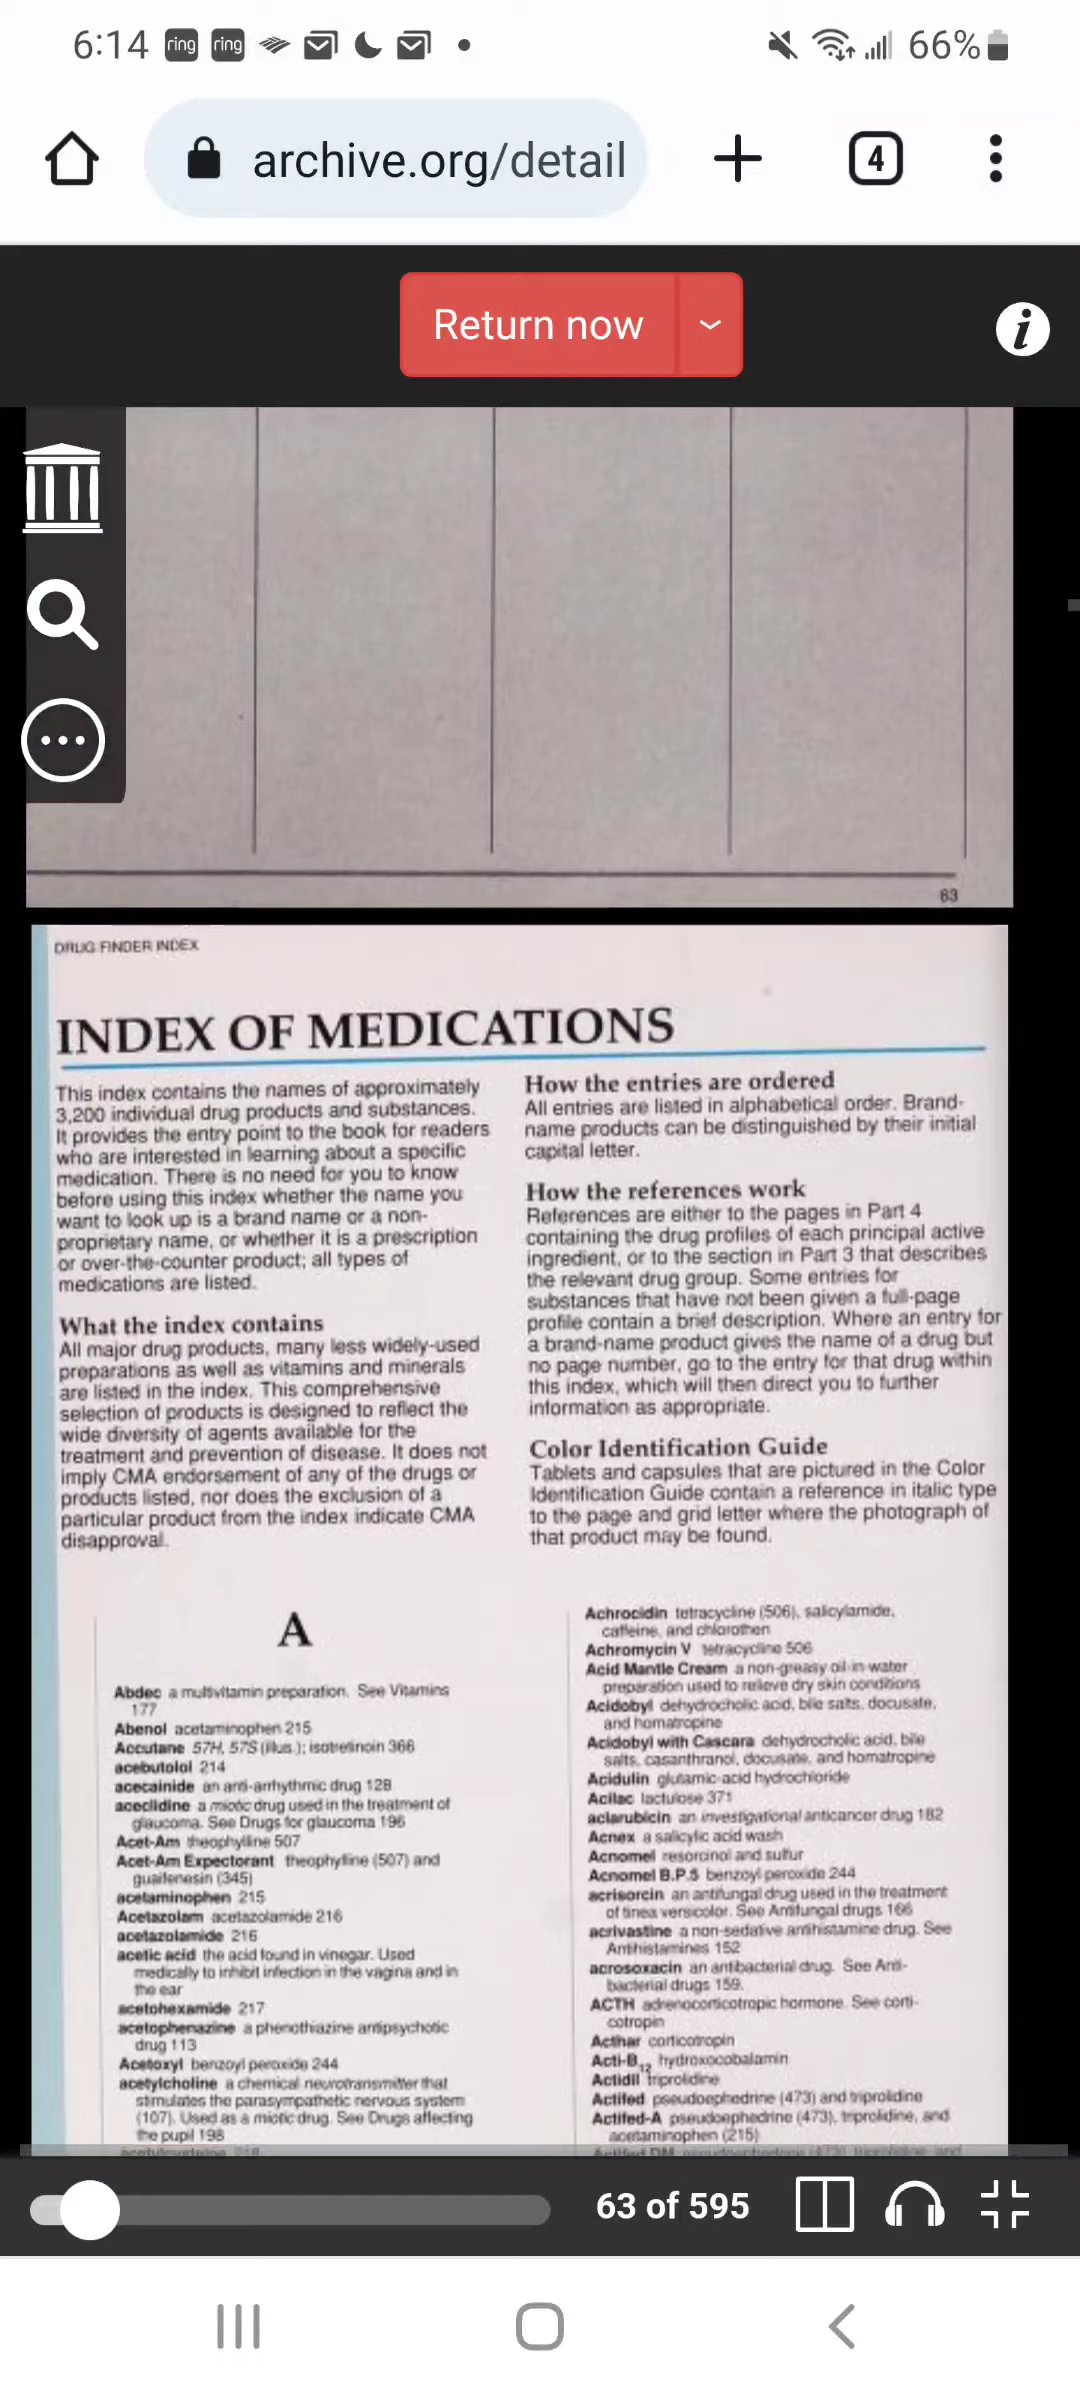 6:14
ring
ring
66%
archive.org/detail
4
Return now
63
DRUG FINDER INDEX
INDEX OF MEDICATIONS
This index contains the names of approximately
3,200 individual drug products and substances.
It provides the entry point to the book for readers
who are interested in learning about a specific
medication. There is no need for you to know
before using this index whether the name you
want to look up is a brand name or a non-
proprietary name, or whether it is a prescription
or over-the-counter product; all types of
medications are listed.
What the index contains
All major drug products, many less widely-used
preparations as well as vitamins and minerals
are listed in the index. This comprehensive
selection of products is designed to reflect the
wide diversity of agents available for the
treatment and prevention of disease. It does not
imply CMA endorsement of any of the drugs or
products listed, nor does the exclusion of a
particular product from the index indicate CMA
disapproval.
How the entries are ordered
All entries are listed in alphabetical order. Brand-
name products can be distinguished by their initial
capital letter.
How the references work
References are either to the pages in Part 4
containing the drug profiles of each principal active
ingredient, or to the section in Part 3 that describes
the relevant drug group. Some entries for
substances that have not been given a full-page
profile contain a brief description. Where an entry for
a brand-name product gives the name of a drug but
no page number, go to the entry for that drug within
this index, which will then direct you to further
information as appropriate.
Color Identification Guide
Tablets and capsules that are pictured in the Color
Identification Guide contain a reference in italic type
to the page and grid letter where the photograph of
that product may be found.
A
Abdec a multivitamin preparation. See Vitamins
177
Abenol acetaminophen 215
Accutane 57H, 57S (illus.); isotretinoin 366
acebutolol 214
acecainide an anti-arrhythmic drug 128
aceclidine a miotic drug used in the treatment of
glaucoma. See Drugs for glaucoma 196
Acet-Am theophylline 507
Acet-Am Expectorant theophylline (507) and
guaifenesin (345)
acetaminophen 215
Acetazolam acetazolamide 216
acetazolamide 216
acetic acid the acid found in vinegar. Used
medically to inhibit infection in the vagina and in
the ear
acetohexamide 217
acetophenazine a phenothiazine antipsychotic
drug 113
Acetoxyl benzoyl peroxide 244
acetylcholine a chemical neurotransmitter that
stimulates the parasympathetic nervous system
(107). Used as a miotic drug. See Drugs affecting
the pupil 198
Achrocidin tetracycline (506), salicylamide,
caffeine, and chlorothen
Achromycin V tetracycline 506
Acid Mantle Cream a non-greasy oil-in-water
preparation used to relieve dry skin conditions
Acidobyl dehydrocholic acid, bile salts, docusate,
and homatropine
Acidobyl with Cascara dehydrocholic acid, bile
salts, casanthranol, docusate, and homatropine
Acidulin glutamic acid hydrochloride
Acilac lactulose 371
aclarubicin an investigational anticancer drug 182
Acnex a salicylic acid wash
Acnomel resorcinol and sulfur
Acnomel B.P.5 benzoyl peroxide 244
acrisorcin an antifungal drug used in the treatment
of tinea versicolor. See Antifungal drugs 166
acrivastine a non-sedative antihistamine drug. See
Antihistamines 152
acrosoxacin an antibacterial drug. See Anti-
bacterial drugs 159.
ACTH adrenocorticotropic hormone. See corti-
cotropin
Acthar corticotropin
Acti-B12 hydroxocobalamin
Actidil triprolidine
Actifed pseudoephedrine (473) and triprolidine
Actifed-A pseudoephedrine (473), triprolidine, and
acetaminophen (215)
63 of 595